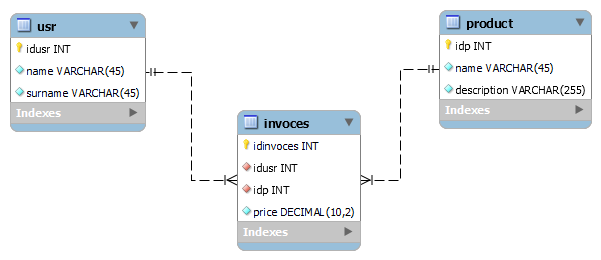 usr
idusr INT
name VARCHAR(45)
surname VARCHAR(45)
Indexes
product
idp INT
name VARCHAR(45)
description VARCHAR(255)
Indexes
invoces
idinvoces INT
idusr INT
idp INT
price DECIMAL(10,2)
Indexes